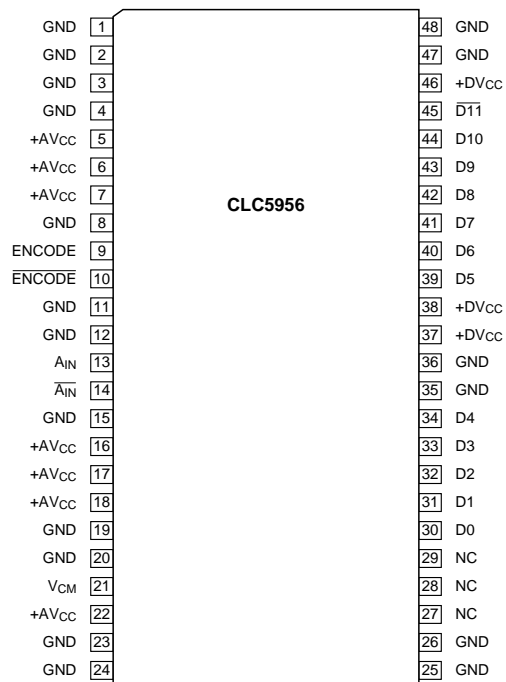 GND 1 48 GND
GND 2 47 GND
GND 3 46 +DVCC
GND 4 45 D̅1̅1̅
+AVCC 5 44 D10
+AVCC 6 43 D9
+AVCC 7 42 D8
CLC5956
GND 8 41 D7
ENCODE 9 40 D6
E̅N̅C̅O̅D̅E̅ 10 39 D5
GND 11 38 +DVCC
GND 12 37 +DVCC
AIN 13 36 GND
A̅I̅N̅ 14 35 GND
GND 15 34 D4
+AVCC 16 33 D3
+AVCC 17 32 D2
+AVCC 18 31 D1
GND 19 30 D0
GND 20 29 NC
VCM 21 28 NC
+AVCC 22 27 NC
GND 23 26 GND
GND 24 25 GND